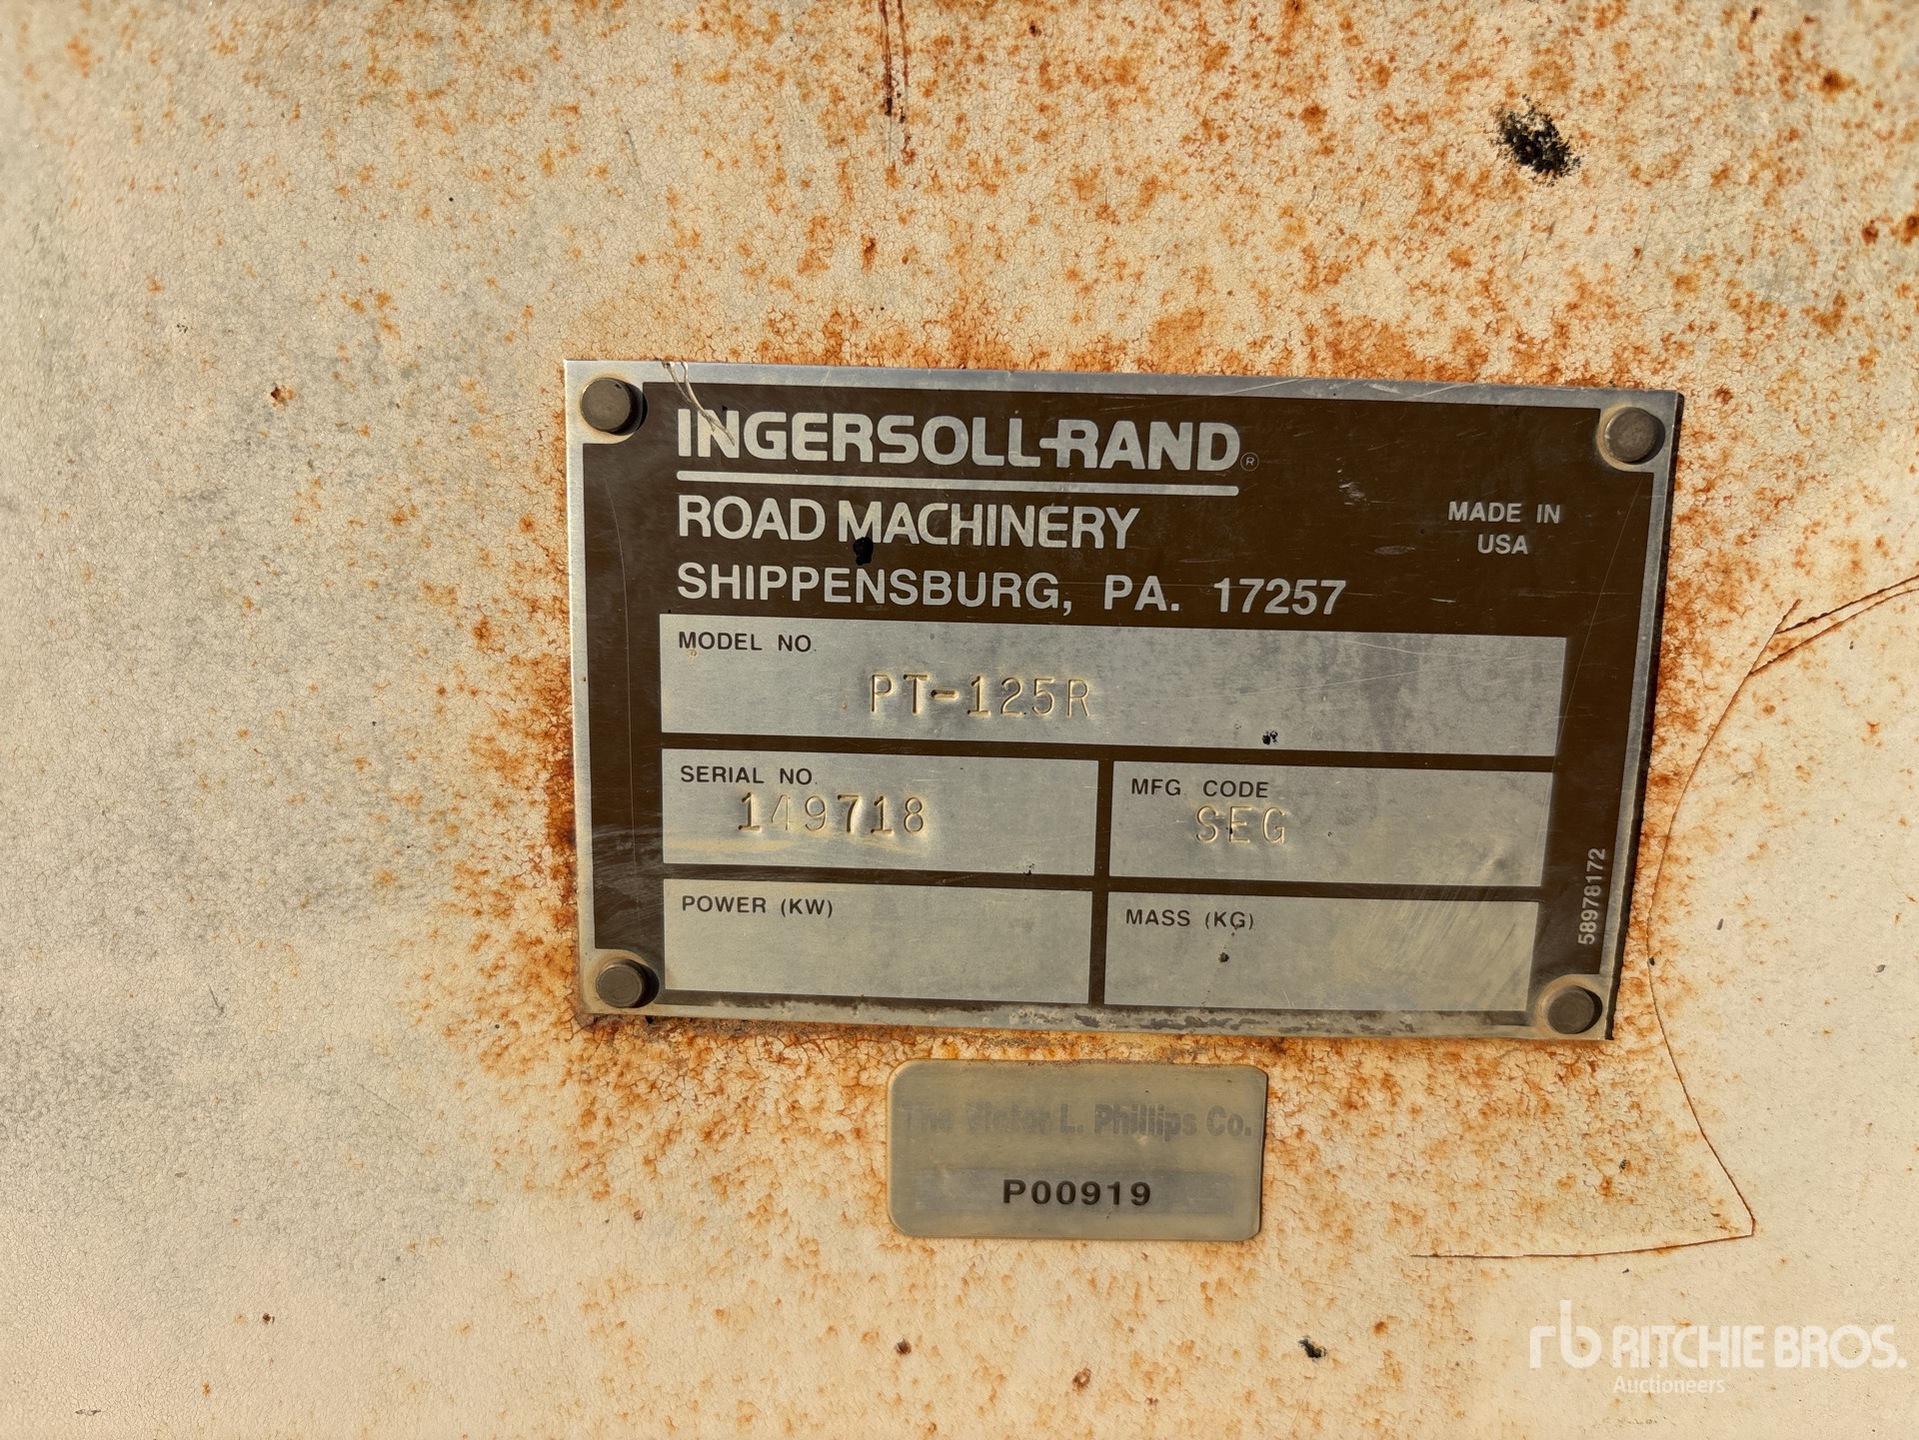 INGERSOLL-RAND®
ROAD MACHINERY
SHIPPENSBURG, PA. 17257
MADE IN
USA
MODEL NO.
PT-125R
SERIAL NO.
149718
MFG CODE
SEG
POWER (KW)
MASS (KG)
58978172
The Victor L. Phillips Co.
P00919
rb RITCHIE BROS.
Auctioneers